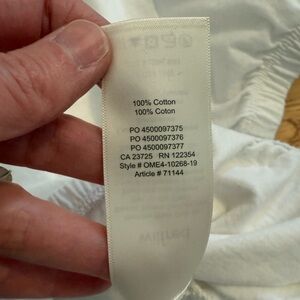 100% Cotton
100% Coton
PO 4500097375
PO 4500097376
PO 4500097377
CA 23725 RN 122354
Style # OME4-10268-19
Article # 71144